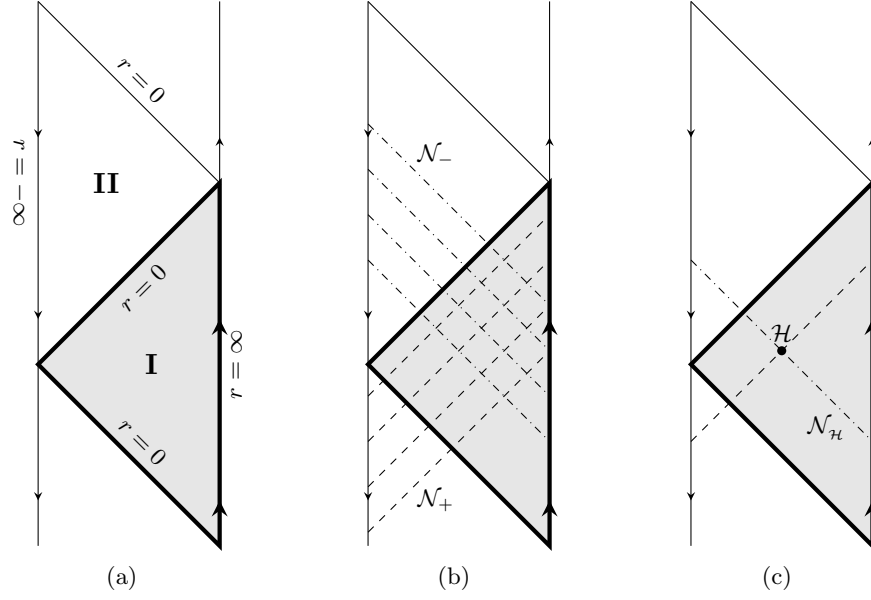 r = 0
r = −∞
II
r = 0
I
r = ∞
r = 0
(a)
𝒩₋
𝒩₊
(b)
ℋ
𝒩_ℋ
(c)